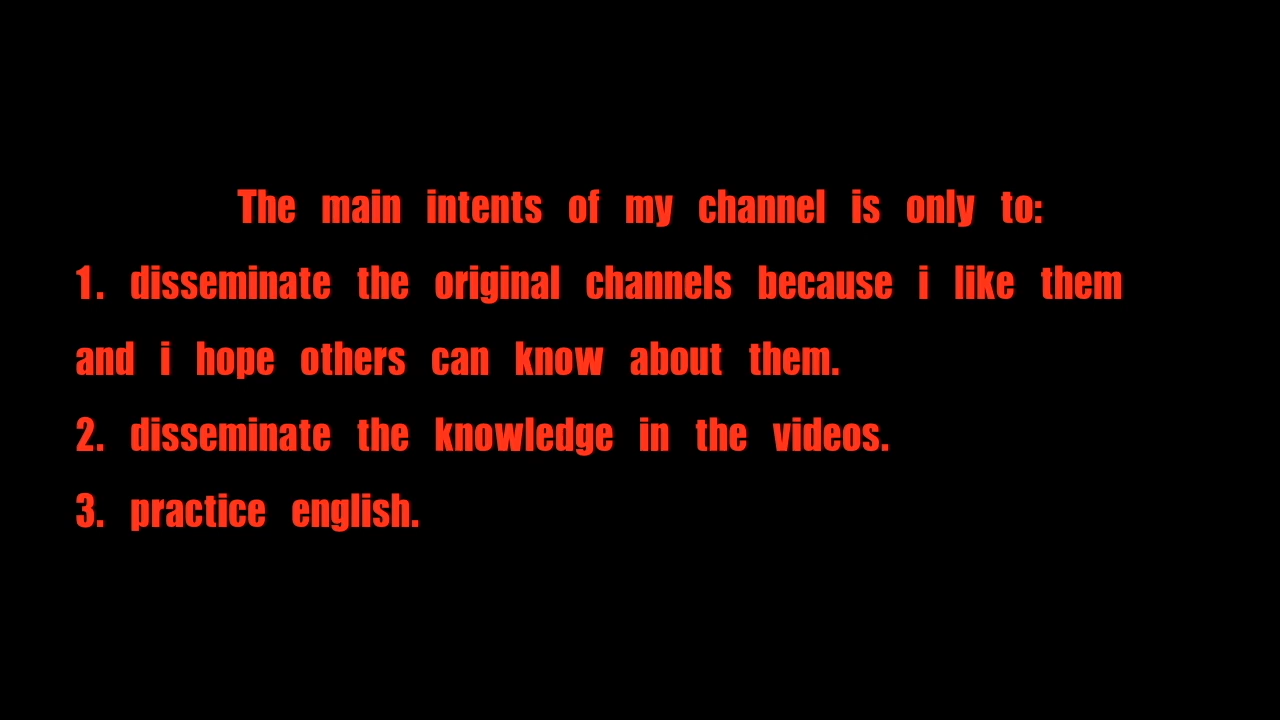 The main intents of my channel is only to:
1. disseminate the original channels because i like them
and i hope others can know about them.
2. disseminate the knowledge in the videos.
3. practice english.